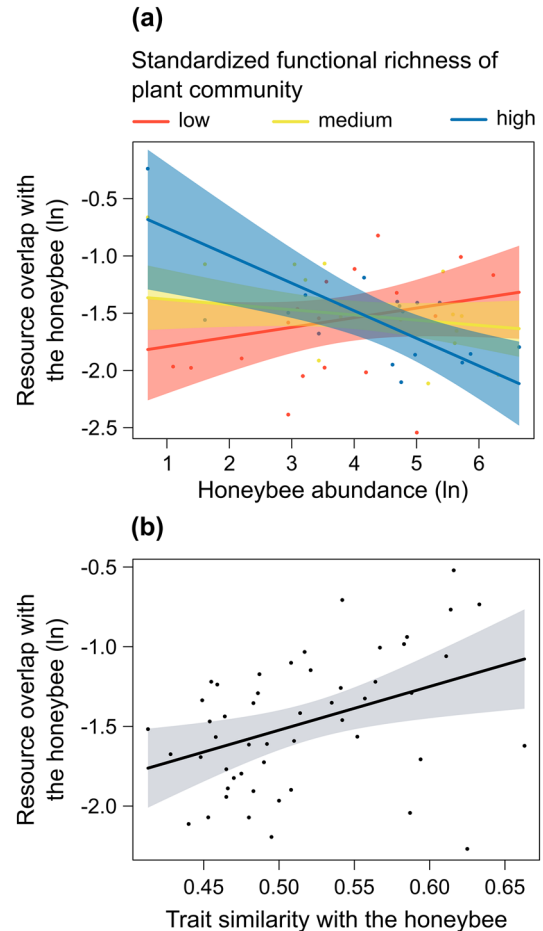 (a)
Standardized functional richness of
plant community
low medium high
Resource overlap with
the honeybee (ln)
-0.5
-1.0
-1.5
-2.0
-2.5
1 2 3 4 5 6
Honeybee abundance (ln)
(b)
Resource overlap with
the honeybee (ln)
-0.5
-1.0
-1.5
-2.0
0.45 0.50 0.55 0.60 0.65
Trait similarity with the honeybee